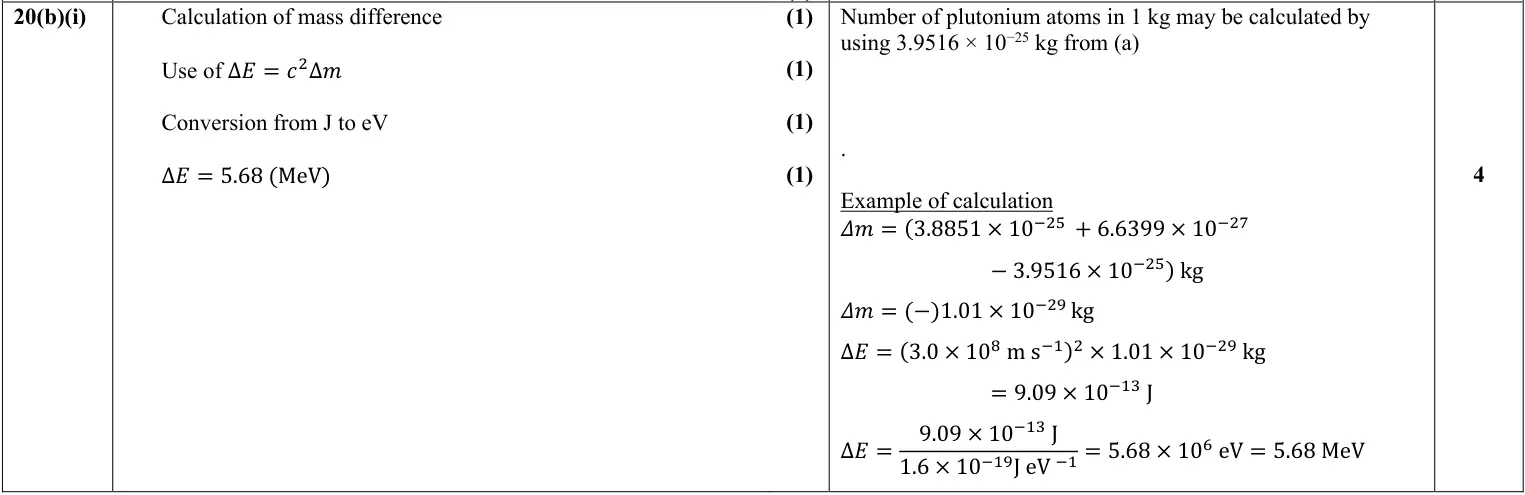 20(b)(i)
Calculation of mass difference (1)
Use of Δ𝐸 = 𝑐²Δ𝑚 (1)
Conversion from J to eV (1)
Δ𝐸 = 5.68 (MeV) (1)
Number of plutonium atoms in 1 kg may be calculated by
using 3.9516 × 10⁻²⁵ kg from (a)
.
Example of calculation
𝛥𝑚 = (3.8851 × 10⁻²⁵ + 6.6399 × 10⁻²⁷
− 3.9516 × 10⁻²⁵) kg
𝛥𝑚 = (−)1.01 × 10⁻²⁹ kg
Δ𝐸 = (3.0 × 10⁸ m s⁻¹)² × 1.01 × 10⁻²⁹ kg
= 9.09 × 10⁻¹³ J
Δ𝐸 = 9.09 × 10⁻¹³ J / 1.6 × 10⁻¹⁹J eV ⁻¹ = 5.68 × 10⁶ eV = 5.68 MeV
4